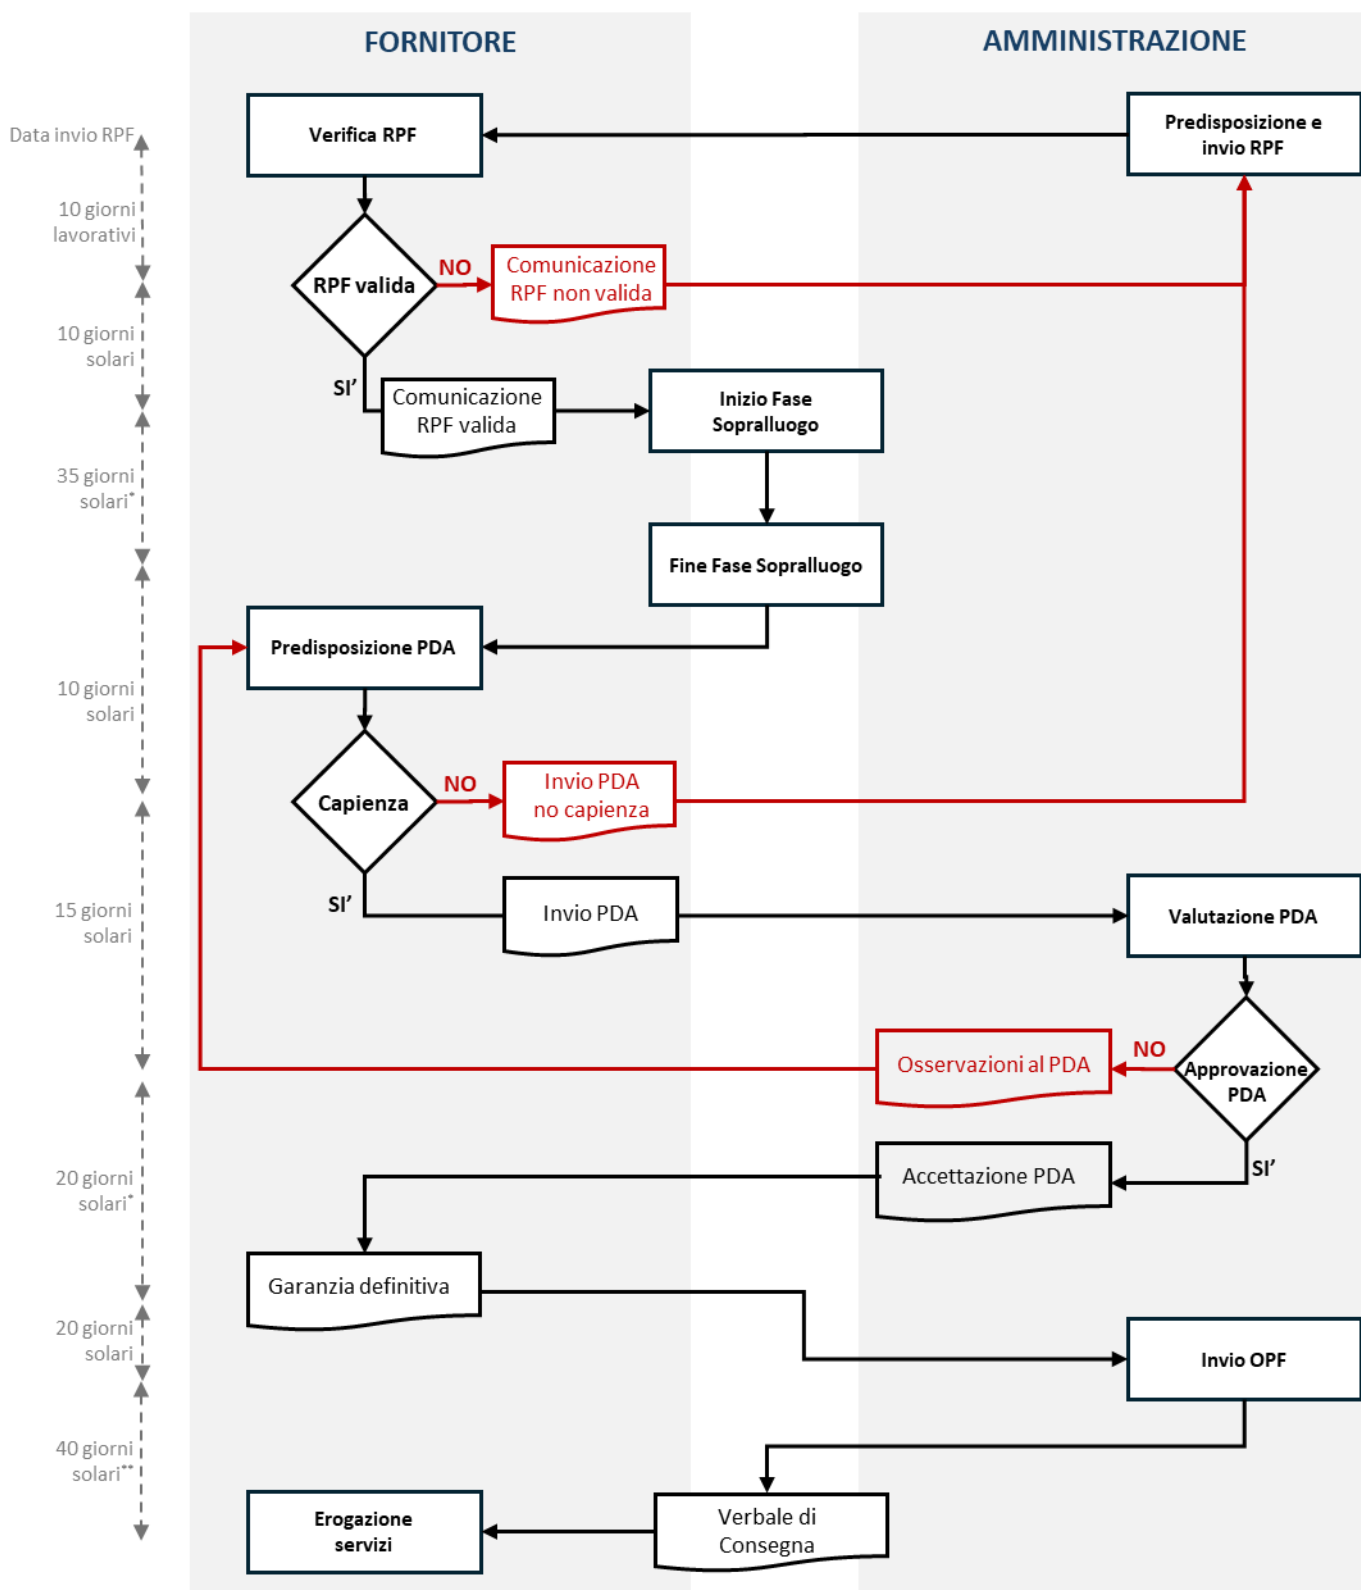 FORNITORE
AMMINISTRAZIONE
Data invio RPF
Verifica RPF
Predisposizione e
invio RPF
10 giorni
lavorativi
RPF valida
NO
Comunicazione
RPF non valida
10 giorni
solari
SI’
Comunicazione
RPF valida
Inizio Fase
Sopralluogo
35 giorni
solari*
Fine Fase Sopralluogo
Predisposizione PDA
10 giorni
solari
Capienza
NO
Invio PDA
no capienza
15 giorni
solari
SI’
Invio PDA
Valutazione PDA
Osservazioni al PDA
NO
Approvazione
PDA
20 giorni
solari*
Accettazione PDA
SI’
Garanzia definitiva
20 giorni
solari
Invio OPF
40 giorni
solari**
Erogazione
servizi
Verbale di
Consegna